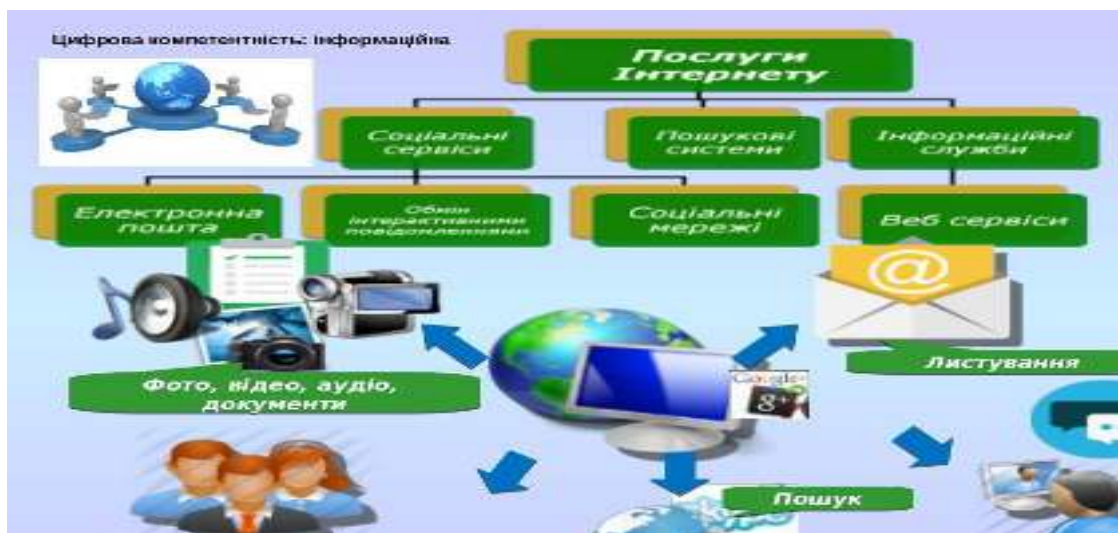 Цифрова компетентність: інформаційна
Послуги
Інтернету
Соціальні
сервіси
Пошукові
системи
Інформаційні
служби
Електронна
пошта
Обмін
інтерактивними
повідомленнями
Соціальні
мережі
Веб сервіси
@
Листування
Фото, відео, аудіо,
документи
Google+
g+
Пошук